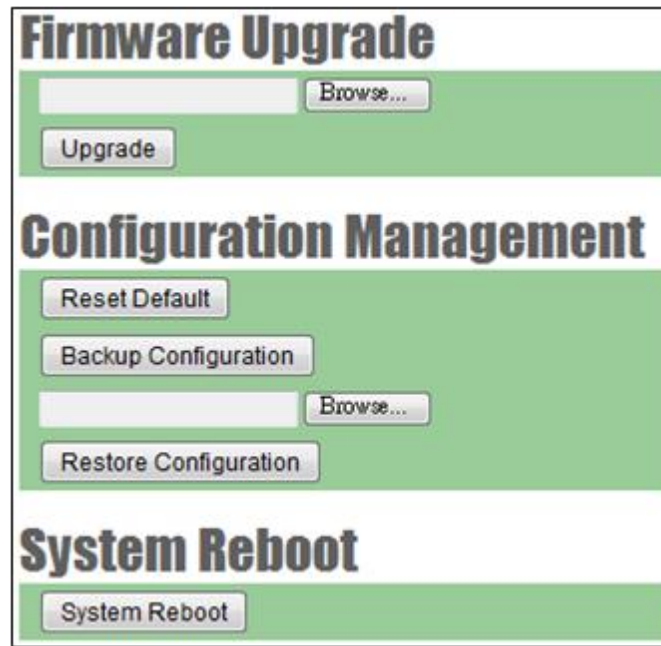 Firmware Upgrade
Browse...
Upgrade
Configuration Management
Reset Default
Backup Configuration
Browse...
Restore Configuration
System Reboot
System Reboot